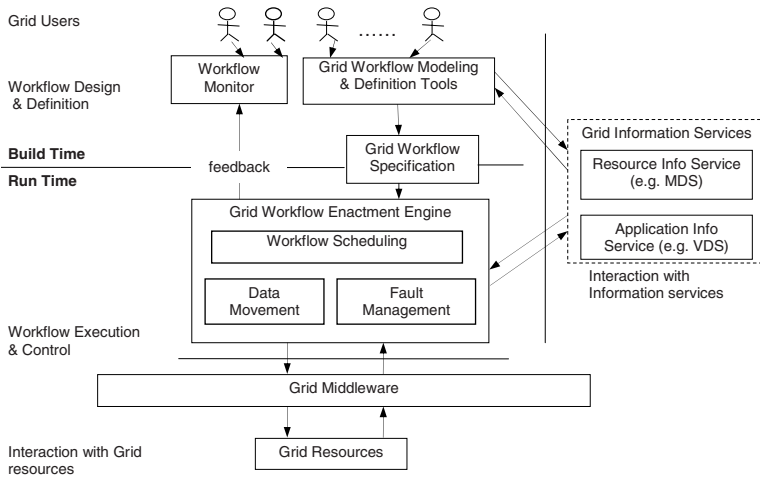 Grid Users
......
Workflow
Monitor
Grid Workflow Modeling
& Definition Tools
Workflow Design
& Definition
Grid Information Services
Build Time
feedback
Grid Workflow
Specification
Resource Info Service
(e.g. MDS)
Run Time
Grid Workflow Enactment Engine
Workflow Scheduling
Application Info
Service (e.g. VDS)
Data
Movement
Fault
Management
Interaction with
Information services
Workflow Execution
& Control
Grid Middleware
Interaction with Grid
resources
Grid Resources